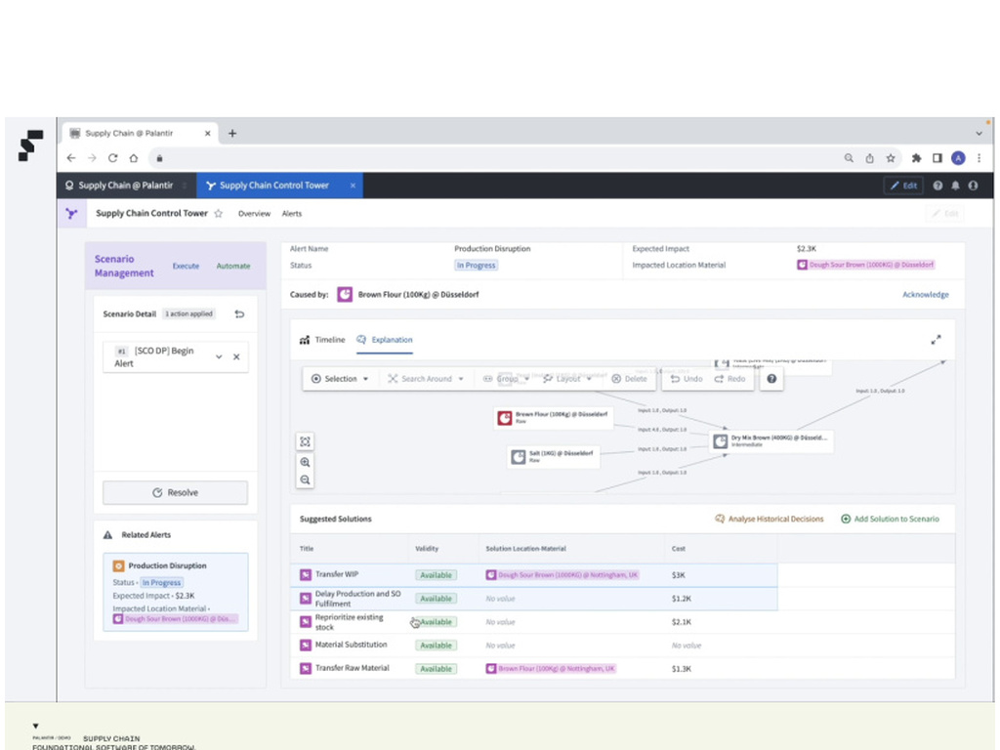 Supply Chain @ Palantir
Supply Chain @ Palantir
Supply Chain Control Tower
Edit
A
Supply Chain Control Tower
Overview
Alerts
Edit
Scenario Management
Execute
Automate
Alert Name
Production Disruption
Expected Impact
$2.3K
Status
In Progress
Impacted Location Material
Dough Sour Brown (1000KG) @ Düsseldorf
Caused by:
Brown Flour (100Kg) @ Düsseldorf
Acknowledge
Scenario Detail
1 action applied
#1 [SCO DP] Begin
Alert
Resolve
Timeline
Explanation
Selection
Search Around
Group
Layout
Delete
Undo
Redo
Intermediate
Input: 1.0 , Output: 1.0
Input: 1.0 , Output: 1.0
Brown Flour (100Kg) @ Düsseldorf
Raw
Input: 4.0 , Output: 1.0
Dry Mix Brown (400KG) @ Düsseld...
Intermediate
Salt (1KG) @ Düsseldorf
Raw
Input: 1.0 , Output: 1.0
Input: 1.0 , Output: 1.0
Related Alerts
Production Disruption
Status • In Progress
Expected Impact • $2.3K
Impacted Location Material •
Dough Sour Brown (1000KG) @ Düs...
Suggested Solutions
Analyse Historical Decisions
Add Solution to Scenario
Title
Validity
Solution Location-Material
Cost
Transfer WIP
Available
Dough Sour Brown (1000KG) @ Nottingham, UK
$3K
Delay Production and SO
Fulfilment
Available
No value
$1.2K
Reprioritize existing
stock
Available
No value
$2.1K
Material Substitution
Available
No value
No value
Transfer Raw Material
Available
Brown Flour (100Kg) @ Nottingham, UK
$1.3K
PALANTIR / DEMO
SUPPLY CHAIN
FOUNDATIONAL SOFTWARE OF TOMORROW.